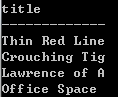 title
-------------
Thin Red Line
Crouching Tig
Lawrence of A
Office Space